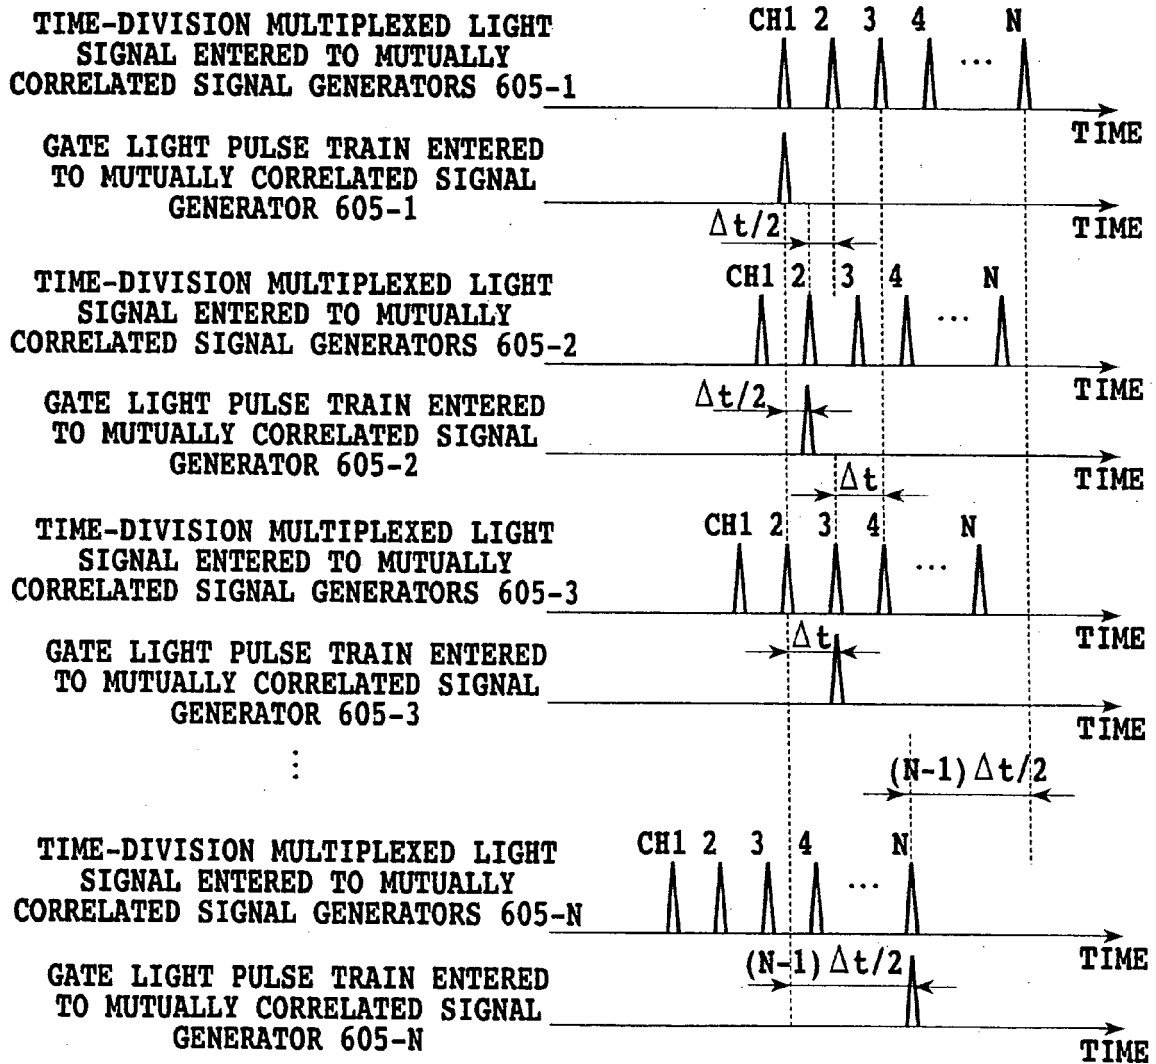 TIME-DIVISION MULTIPLEXED LIGHT
SIGNAL ENTERED TO MUTUALLY
CORRELATED SIGNAL GENERATORS 605-1
CH1 2 3 4 ... N
TIME
GATE LIGHT PULSE TRAIN ENTERED
TO MUTUALLY CORRELATED SIGNAL
GENERATOR 605-1
TIME
Δt/2
TIME-DIVISION MULTIPLEXED LIGHT
SIGNAL ENTERED TO MUTUALLY
CORRELATED SIGNAL GENERATORS 605-2
CH1 2 3 4 ... N
TIME
GATE LIGHT PULSE TRAIN ENTERED
TO MUTUALLY CORRELATED SIGNAL
GENERATOR 605-2
Δt/2
TIME
Δt
TIME-DIVISION MULTIPLEXED LIGHT
SIGNAL ENTERED TO MUTUALLY
CORRELATED SIGNAL GENERATORS 605-3
CH1 2 3 4 ... N
TIME
GATE LIGHT PULSE TRAIN ENTERED
TO MUTUALLY CORRELATED SIGNAL
GENERATOR 605-3
Δt
TIME
⋮
(N-1)Δt/2
TIME-DIVISION MULTIPLEXED LIGHT
SIGNAL ENTERED TO MUTUALLY
CORRELATED SIGNAL GENERATORS 605-N
CH1 2 3 4 ... N
TIME
GATE LIGHT PULSE TRAIN ENTERED
TO MUTUALLY CORRELATED SIGNAL
GENERATOR 605-N
(N-1)Δt/2
TIME